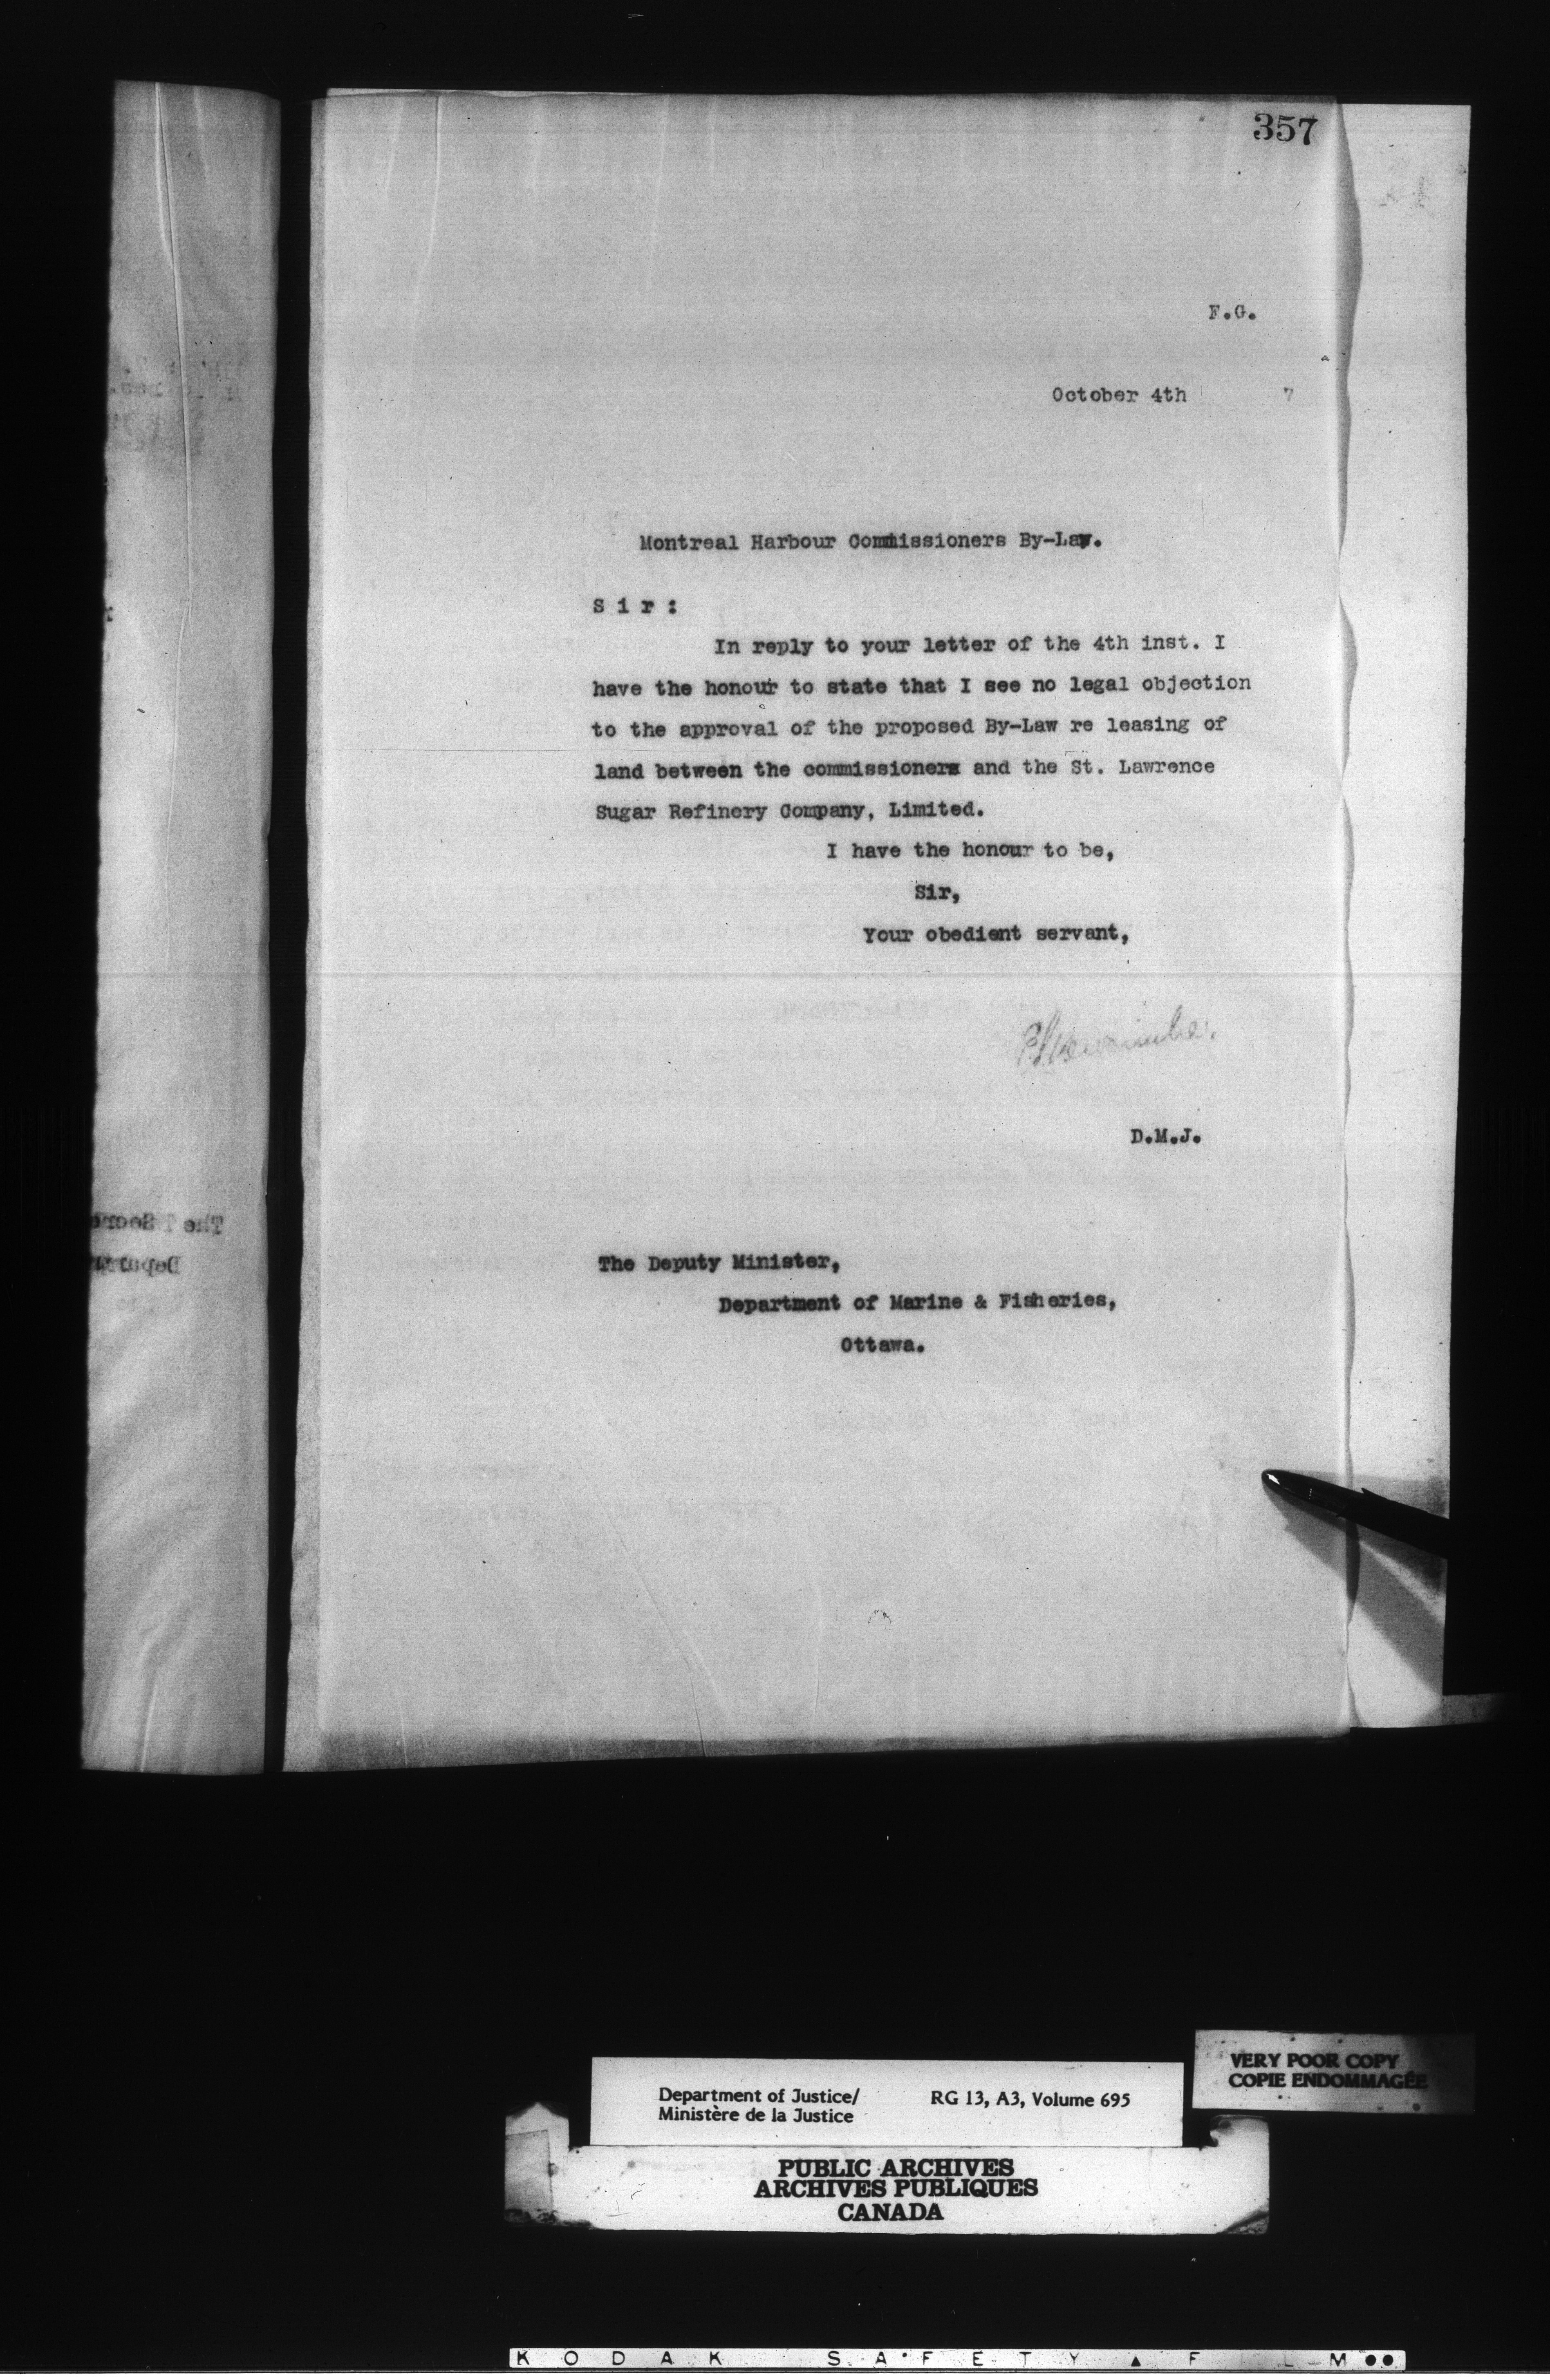 357
F.G.
October 4th 7
Montreal Harbour Commissioners By-Law.
Sir:
In reply to your letter of the 4th inst. I
have the honour to state that I see no legal objection
to the approval of the proposed By-Law re leasing of
land between the commissioners and the St. Lawrence
Sugar Refinery Company, Limited.
I have the honour to be,
Sir,
Your obedient servant,
D.M.J.
The Deputy Minister,
Department of Marine & Fisheries,
Ottawa.
VERY POOR COPY
COPIE ENDOMMAGÉE
Department of Justice/ RG 13, A3, Volume 695
Ministère de la Justice
PUBLIC ARCHIVES
ARCHIVES PUBLIQUES
CANADA
KODAK SAFETY ▲ F LM ●●